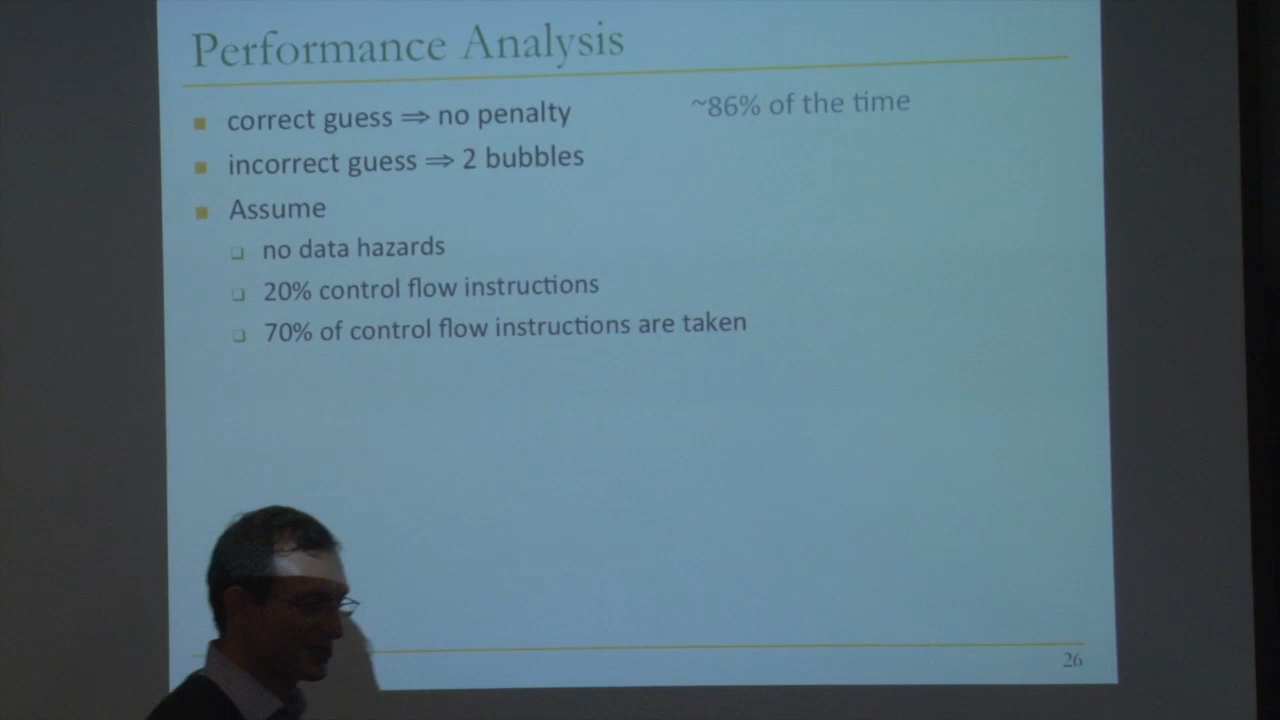 Performance Analysis
correct guess ⇒ no penalty ~86% of the time
incorrect guess ⇒ 2 bubbles
Assume
no data hazards
20% control flow instructions
70% of control flow instructions are taken
26